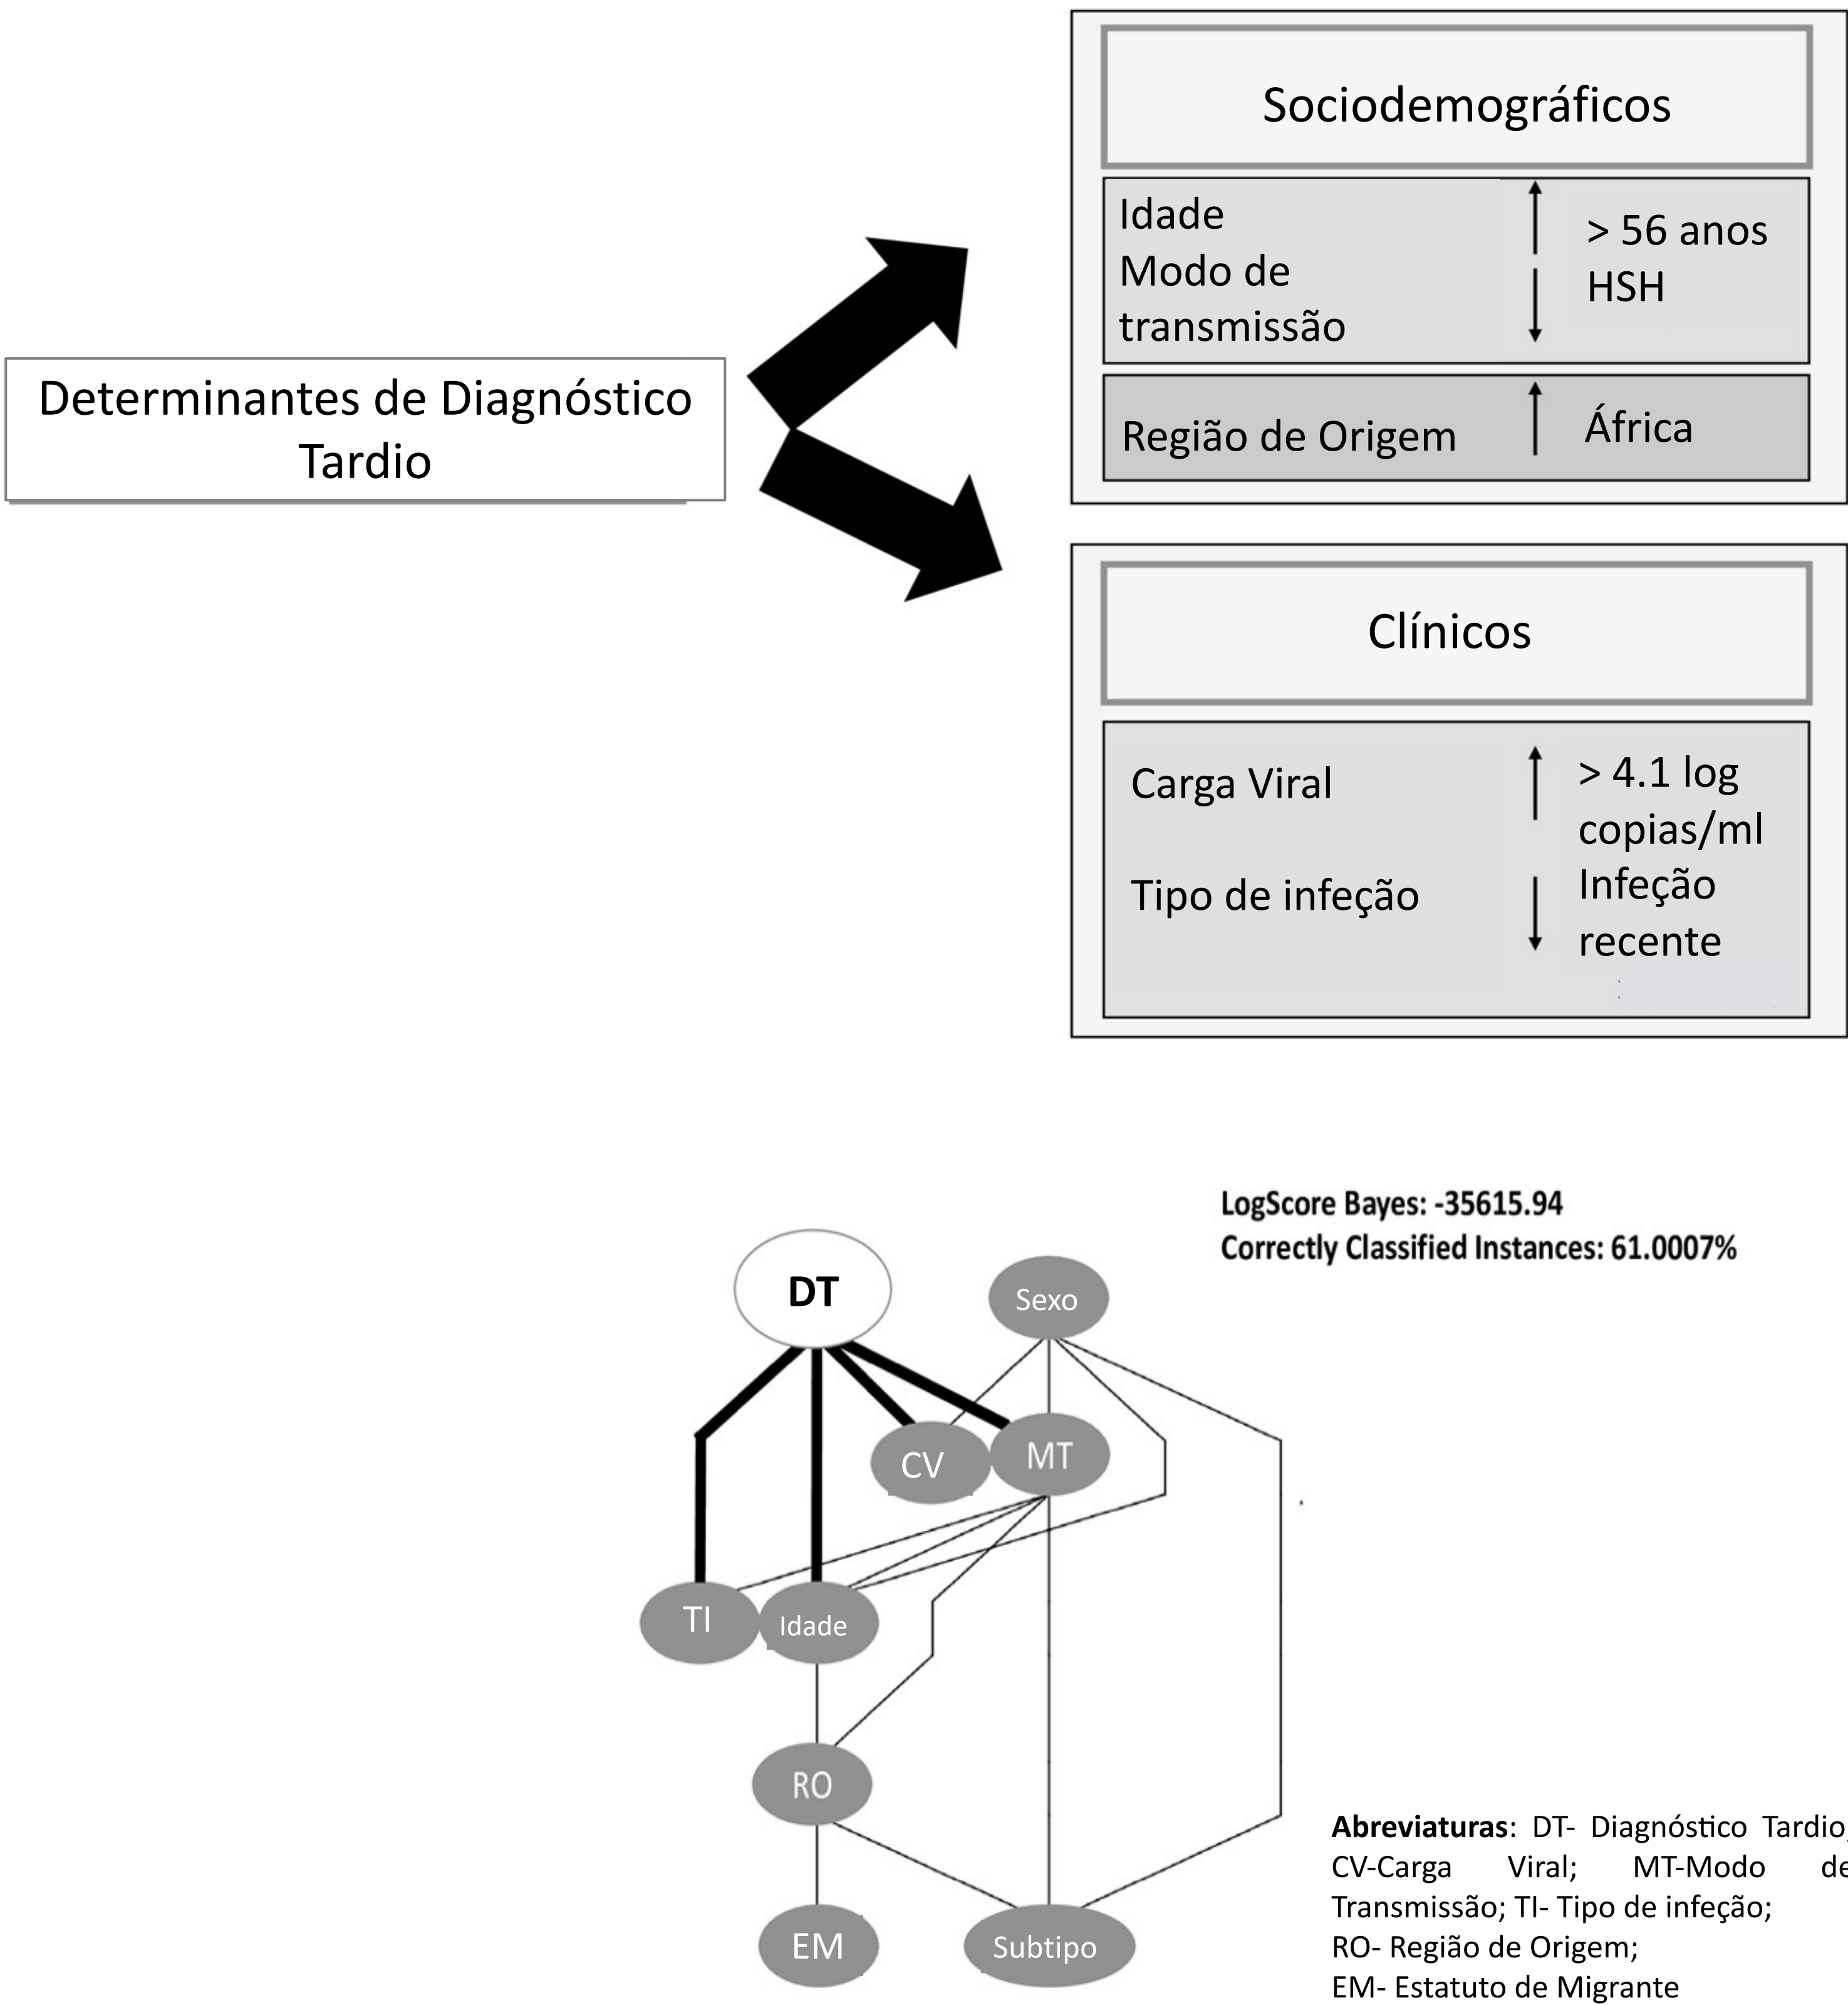 Sociodemográficos
Idade
Modo de
transmissão
> 56 anos
HSH
Região de Origem
África
Determinantes de Diagnóstico
Tardio
Clínicos
Carga Viral
Tipo de infeção
> 4.1 log
copias/ml
Infeção
recente
LogScore Bayes: -35615.94
Correctly Classified Instances: 61.0007%
DT
Sexo
CV
MT
TI
Idade
RO
EM
Subtipo
Abreviaturas: DT- Diagnóstico Tardio;
CV-Carga Viral; MT-Modo de
Transmissão; TI- Tipo de infeção;
RO- Região de Origem;
EM- Estatuto de Migrante